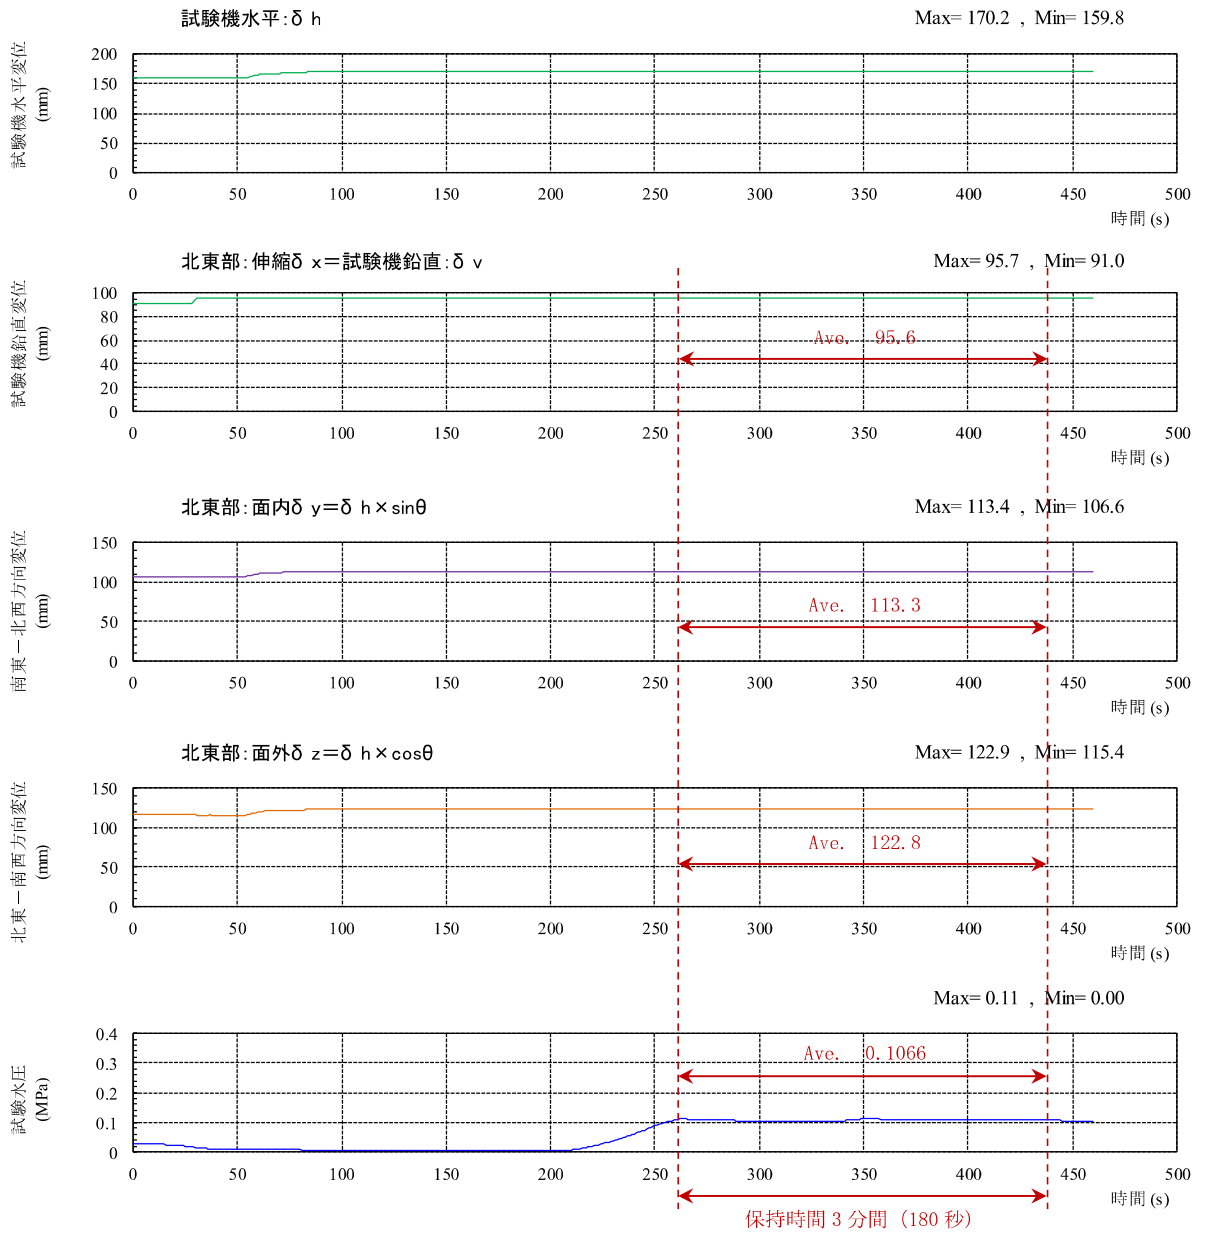 試験機水平:δ h
Max= 170.2 , Min= 159.8
試験機水平変位
(mm)
200
150
100
50
0
0 50 100 150 200 250 300 350 400 450 500
時間 (s)
北東部:伸縮δ x=試験機鉛直:δ v
Max= 95.7 , Min= 91.0
試験機鉛直変位
(mm)
100
80
60
40
20
0
Ave. 95.6
0 50 100 150 200 250 300 350 400 450 500
時間 (s)
北東部:面内δ y=δ h×sinθ
Max= 113.4 , Min= 106.6
南東－北西方向変位
(mm)
150
100
50
0
Ave. 113.3
0 50 100 150 200 250 300 350 400 450 500
時間 (s)
北東部:面外δ z=δ h×cosθ
Max= 122.9 , Min= 115.4
北東－南西方向変位
(mm)
150
100
50
0
Ave. 122.8
0 50 100 150 200 250 300 350 400 450 500
時間 (s)
Max= 0.11 , Min= 0.00
試験水圧
(MPa)
0.4
0.3
0.2
0.1
0
Ave. 0.1066
0 50 100 150 200 250 300 350 400 450 500
時間 (s)
保持時間 3 分間（180 秒）